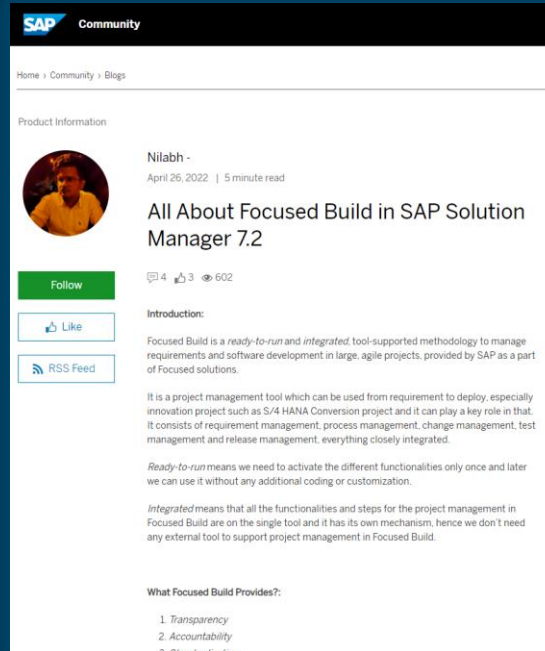 SAP Community
Home > Community > Blogs
Product Information
Nilabh -
April 26, 2022 | 5 minute read
All About Focused Build in SAP Solution
Manager 7.2
4 3 602
Follow
Like
RSS Feed
Introduction:
Focused Build is a ready-to-run and integrated, tool-supported methodology to manage
requirements and software development in large, agile projects, provided by SAP as a part
of Focused solutions.
It is a project management tool which can be used from requirement to deploy, especially
innovation project such as S/4 HANA Conversion project and it can play a key role in that.
It consists of requirement management, process management, change management, test
management and release management, everything closely integrated.
Ready-to-run means we need to activate the different functionalities only once and later
we can use it without any additional coding or customization.
Integrated means that all the functionalities and steps for the project management in
Focused Build are on the single tool and it has its own mechanism, hence we don't need
any external tool to support project management in Focused Build.
What Focused Build Provides?:
1. Transparency
2. Accountability